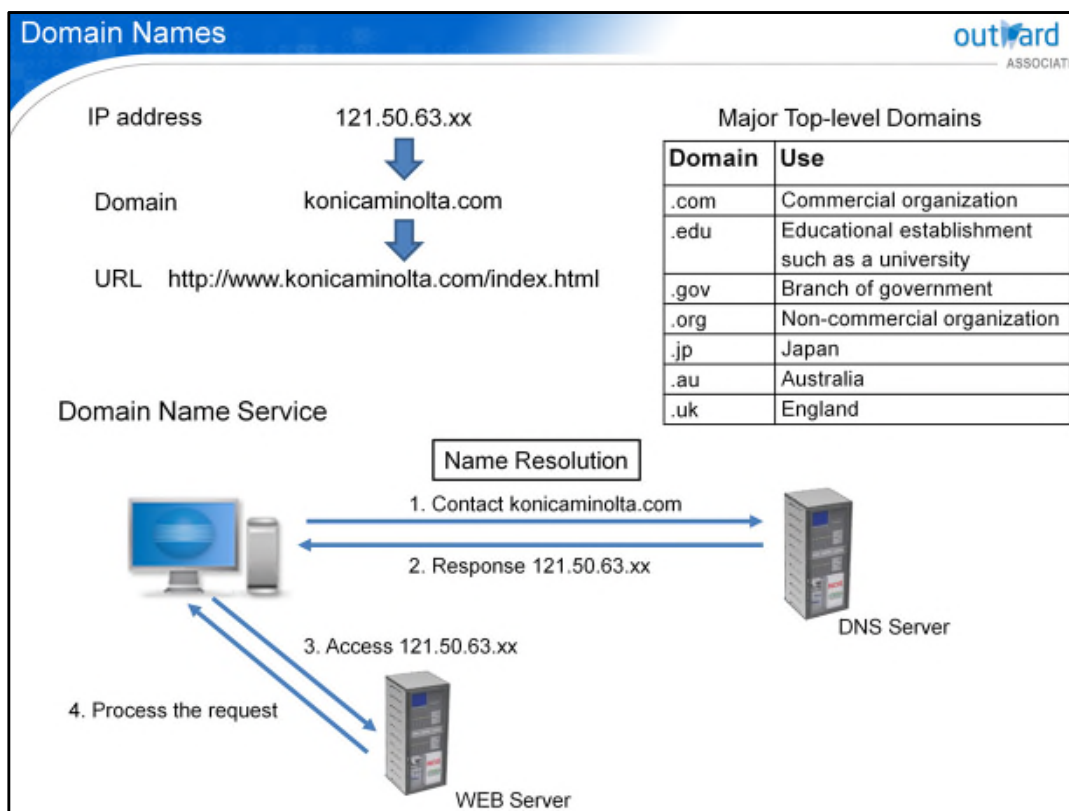 Domain Names
outward
ASSOCIAT
IP address 121.50.63.xx
Domain konicaminolta.com
URL http://www.konicaminolta.com/index.html
Major Top-level Domains
Domain Use
.com Commercial organization
.edu Educational establishment
such as a university
.gov Branch of government
.org Non-commercial organization
.jp Japan
.au Australia
.uk England
Domain Name Service
Name Resolution
1. Contact konicaminolta.com
2. Response 121.50.63.xx
DNS Server
3. Access 121.50.63.xx
4. Process the request
WEB Server